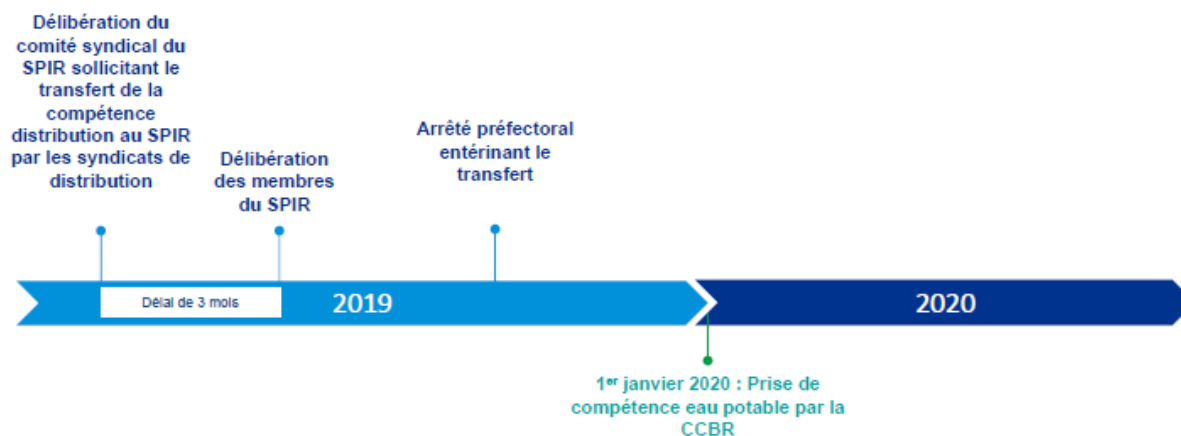 Délibération du
comité syndical du
SPIR sollicitant le
transfert de la
compétence
distribution au SPIR
par les syndicats de
distribution
Délibération
des membres
du SPIR
Arrêté préfectoral
entérinant le
transfert
Délai de 3 mois
2019
2020
1er janvier 2020 : Prise de
compétence eau potable par la
CCBR